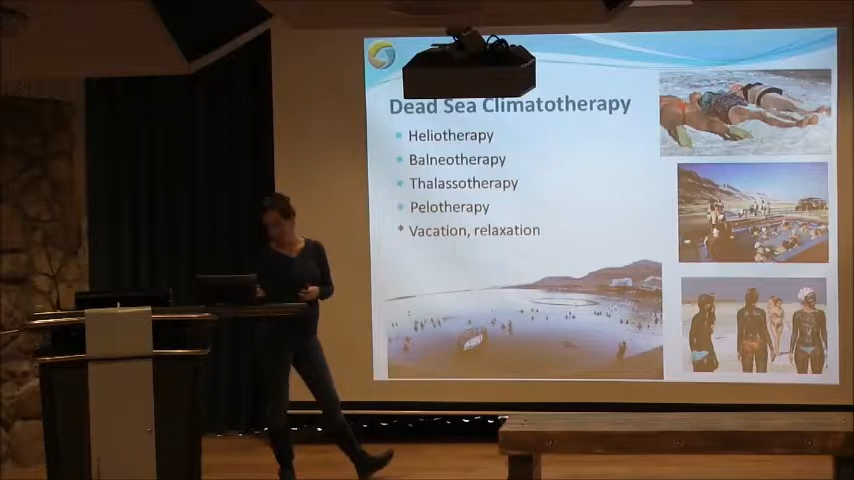 Dead Sea Climatotherapy
Heliotherapy
Balneotherapy
Thalassotherapy
Pelotherapy
* Vacation, relaxation